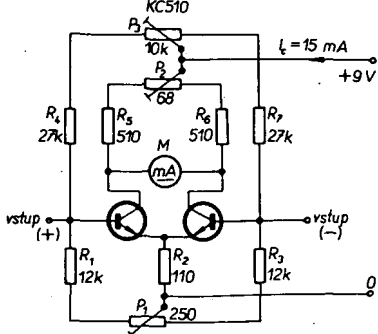 KC510
P3
10k
Ic = 15 mA
+9V
P2
68
R4
27k
R5
510
R6
510
R7
27k
M
mA
vstup
(+)
vstup
(—)
R1
12k
R2
110
R3
12k
0
P1
250